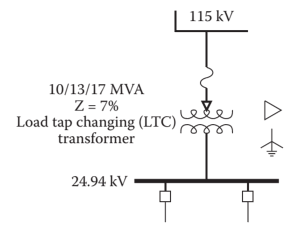 115 kV
10/13/17 MVA
Z = 7%
Load tap changing (LTC)
transformer
24.94 kV